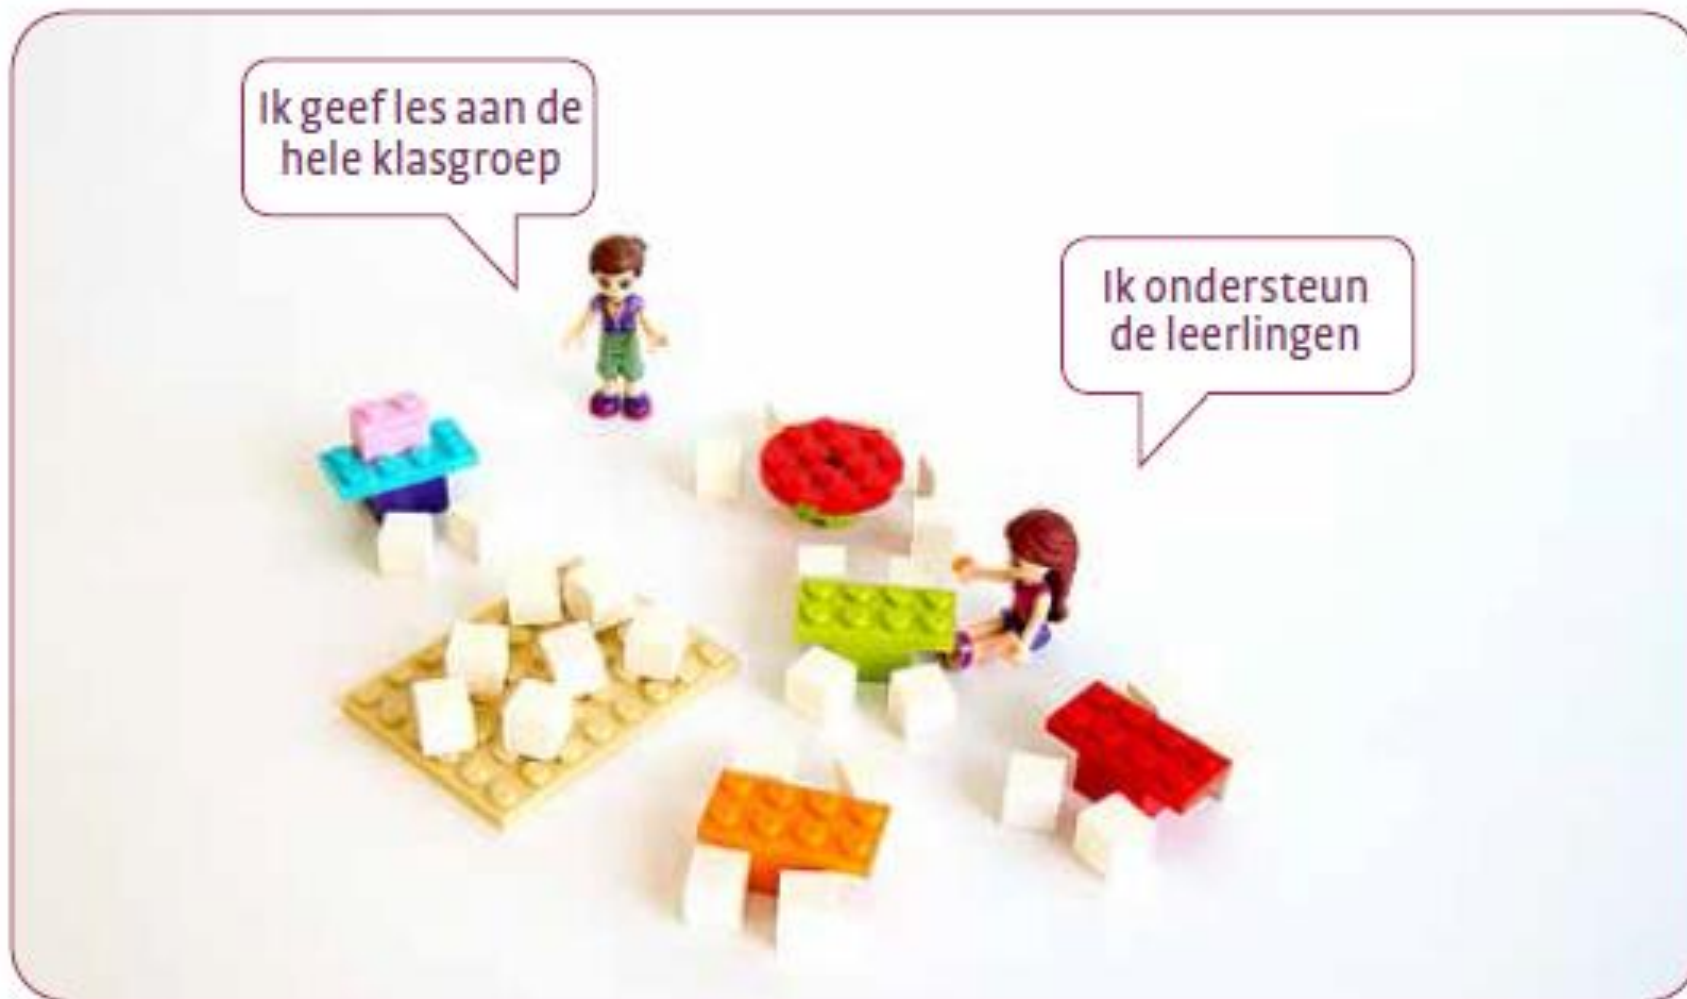 Ik geef les aan de
hele klasgroep
Ik ondersteun
de leerlingen